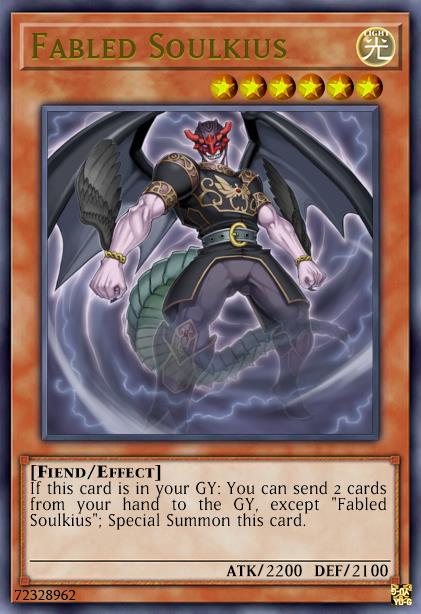 Fabled Soulkius
LIGHT
光
[Fiend/Effect]
If this card is in your GY: You can send 2 cards
from your hand to the GY, except "Fabled
Soulkius"; Special Summon this card.
ATK/2200 DEF/2100
72328962